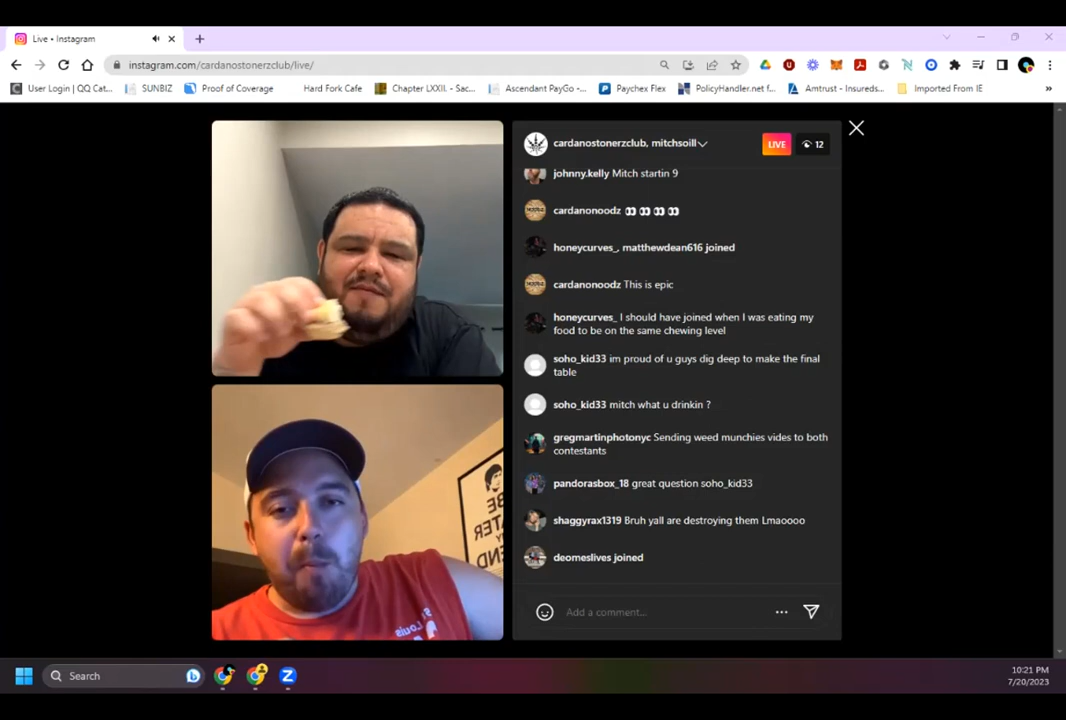 Live • Instagram
instagram.com/cardanostonerzclub/live/
User Login | QQ Cat...
SUNBIZ
Proof of Coverage
Hard Fork Cafe
Chapter LXXII. - Sac...
Ascendant PayGo -...
Paychex Flex
PolicyHandler.net f...
Amtrust - Insureds...
Imported From IE
»
cardanostonerzclub, mitchsoill
LIVE
12
johnny.kelly Mitch startin 9
cardanonoodz 👀 👀 👀 👀
honeycurves_, matthewdean616 joined
cardanonoodz This is epic
honeycurves_ I should have joined when I was eating my
food to be on the same chewing level
soho_kid33 im proud of u guys dig deep to make the final
table
soho_kid33 mitch what u drinkin ?
gregmartinphotonyc Sending weed munchies vides to both
contestants
pandorasbox_18 great question soho_kid33
shaggyrax1319 Bruh yall are destroying them Lmaoooo
deomeslives joined
Add a comment...
St. Louis
Search
10:21 PM
7/20/2023